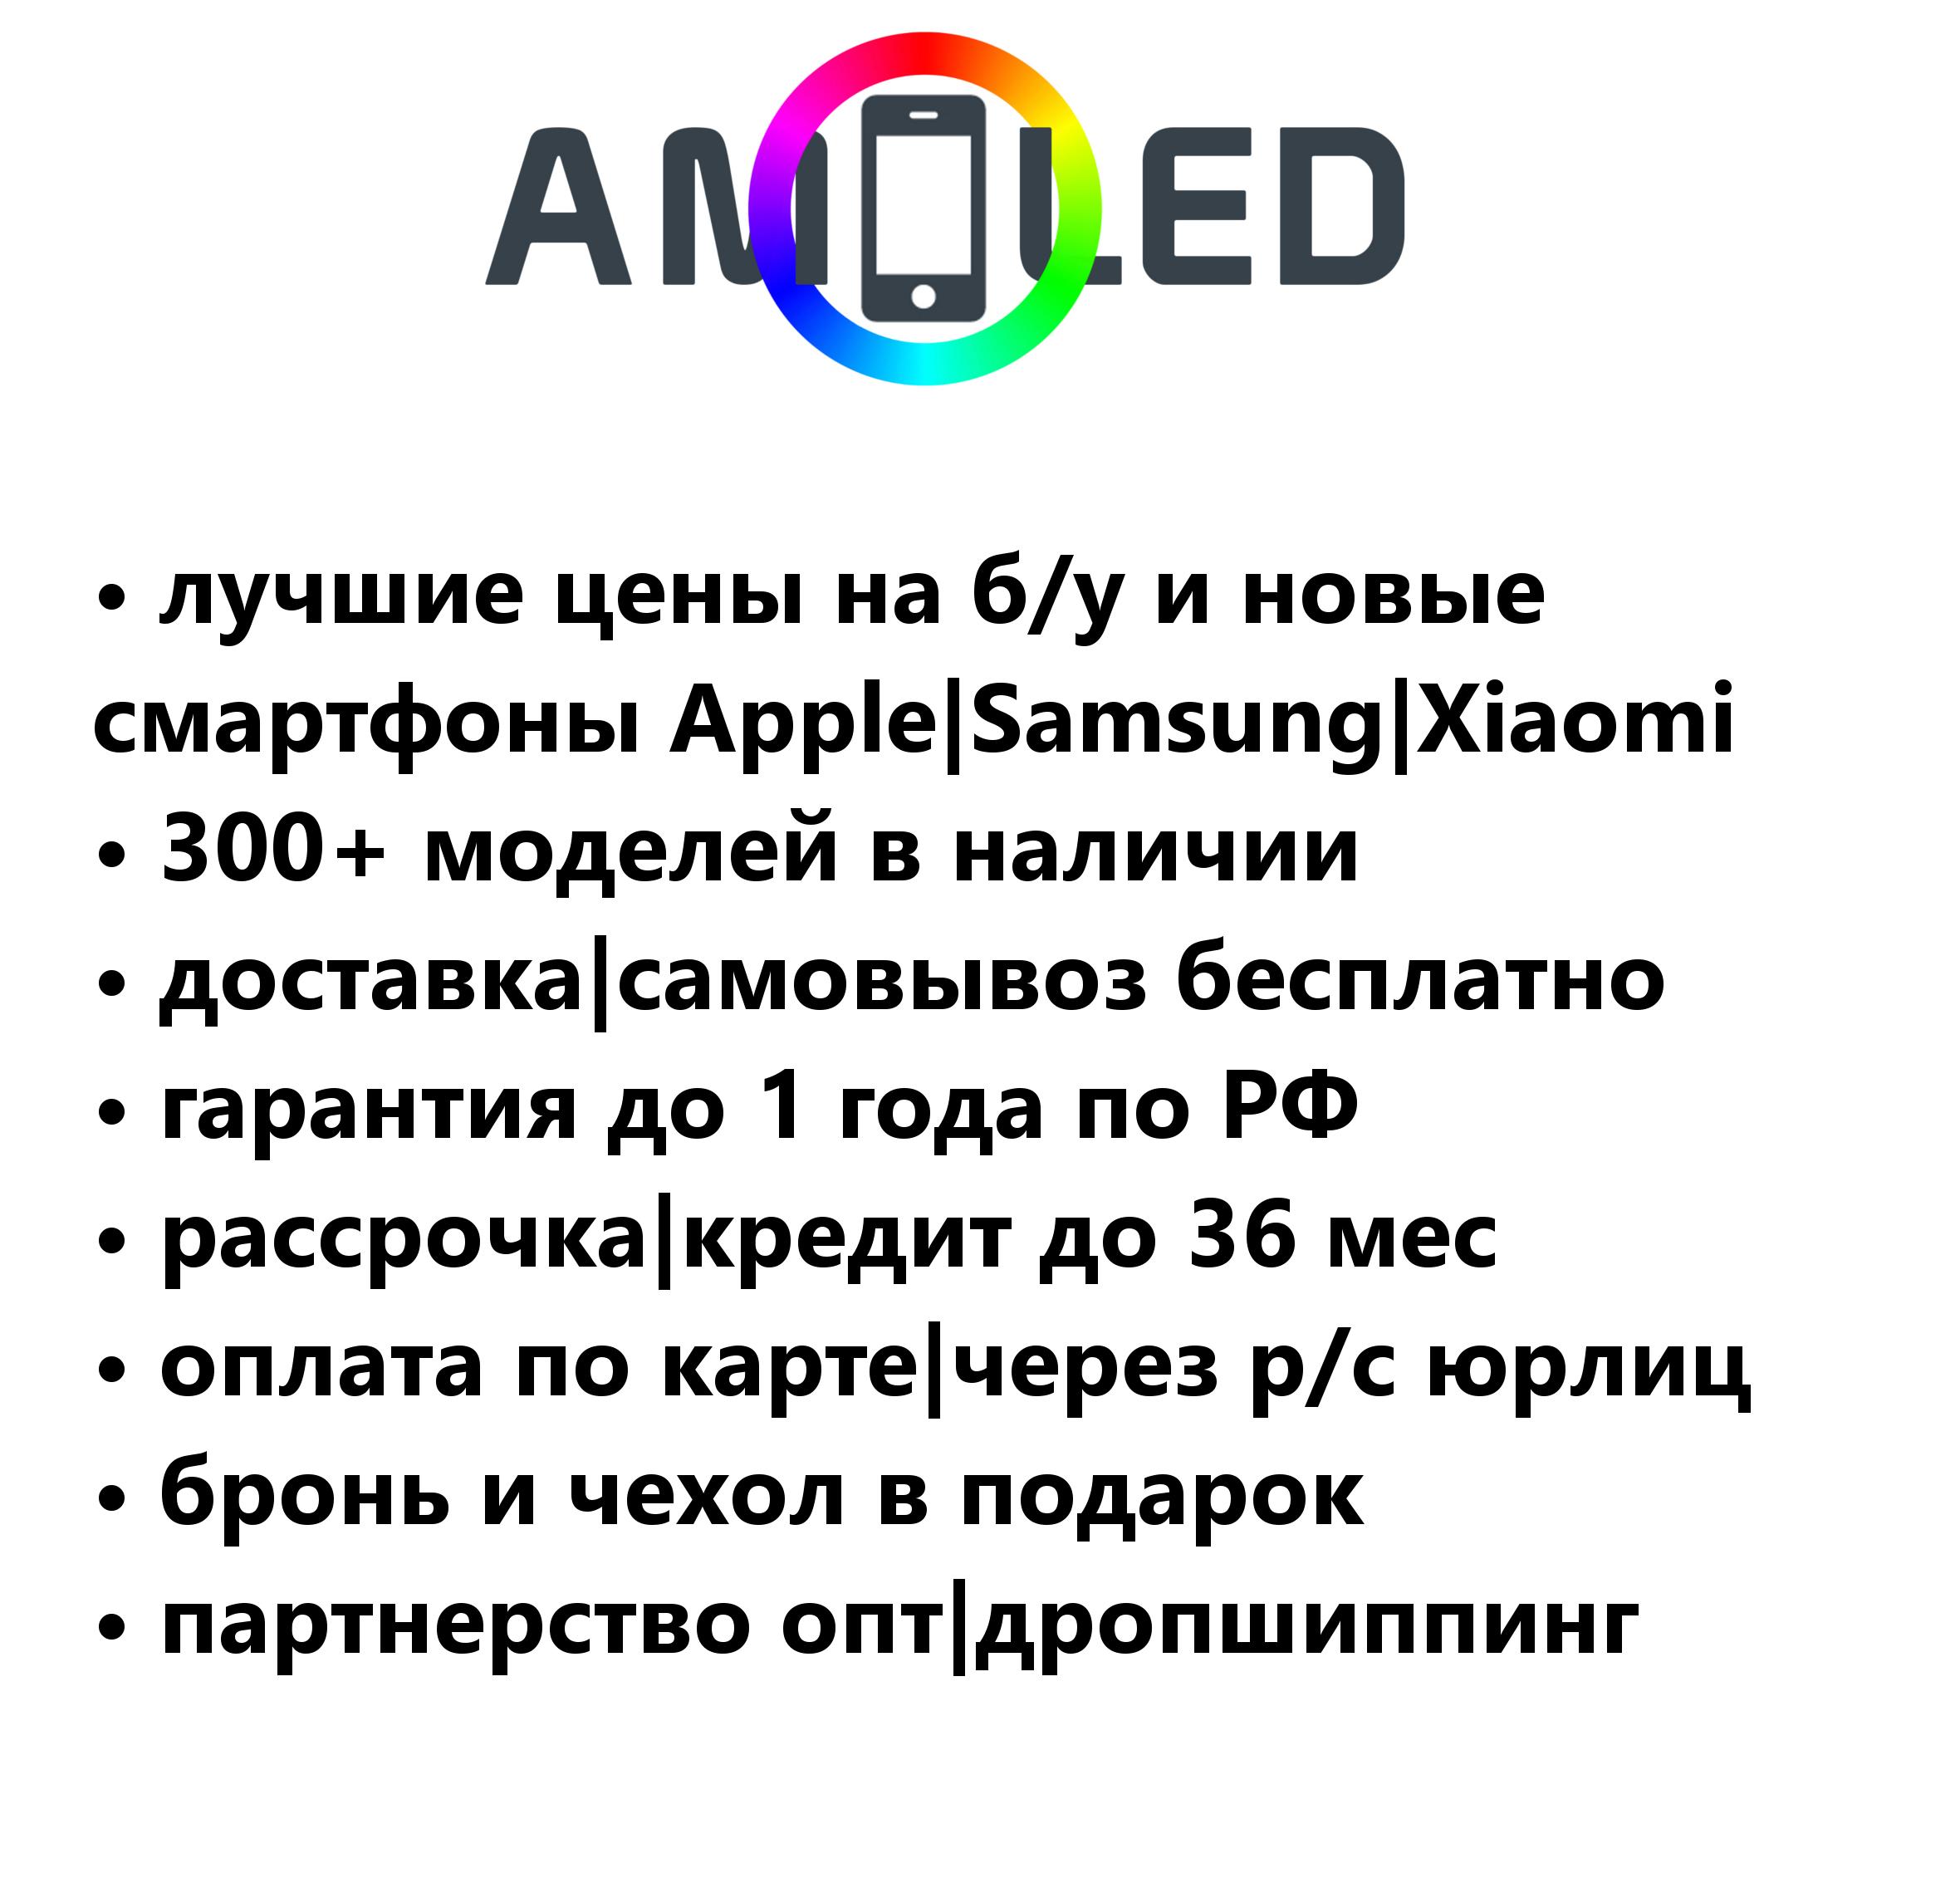 AMOLED
• лучшие цены на б/у и новые
смартфоны Apple|Samsung|Xiaomi
• 300+ моделей в наличии
• доставка|самовывоз бесплатно
• гарантия до 1 года по РФ
• рассрочка|кредит до 36 мес
• оплата по карте|через р/с юрлиц
• бронь и чехол в подарок
• партнерство опт|дропшиппинг